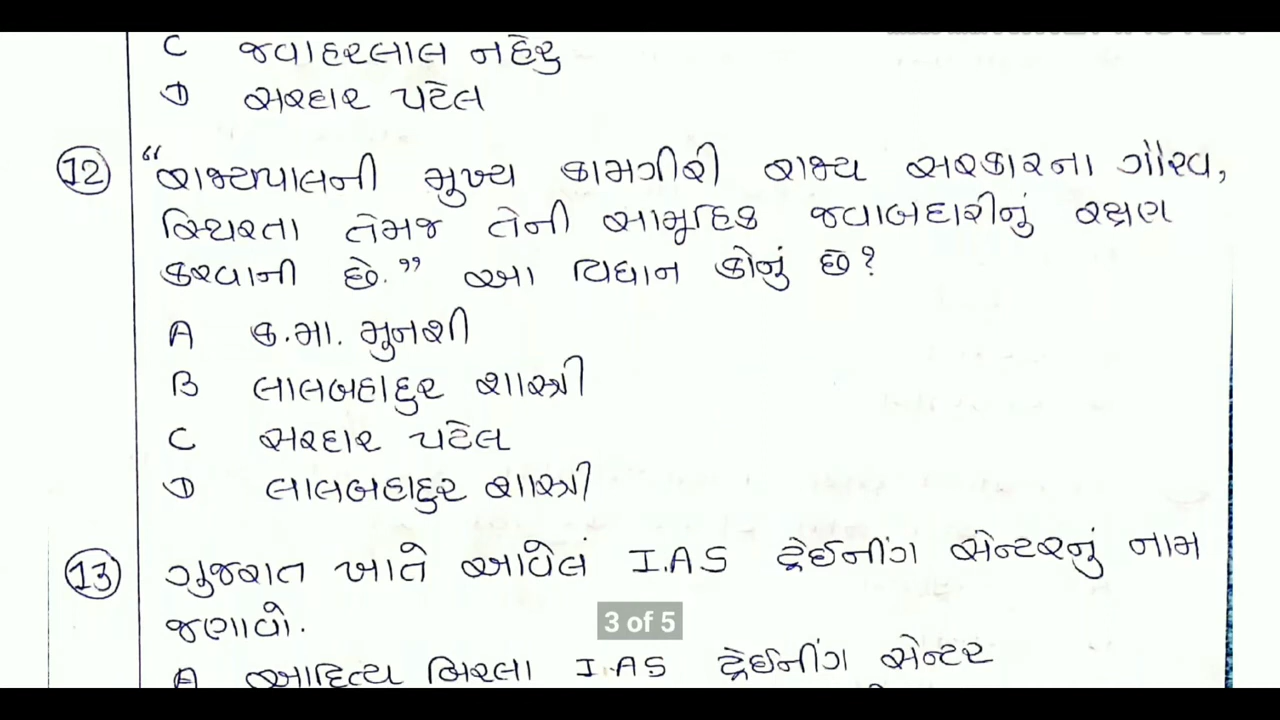 C જવાહરલાલ નહેરુ
D સરદાર પટેલ
12 "રાજ્યપાલની મુખ્ય કામગીરી રાજ્ય સરકારના ગૌરવ,
સ્થિરતા તેમજ તેની સામૂહિક જવાબદારીનું રક્ષણ
કરવાની છે." આ વિધાન કોનું છે?
A ક.મા. મુનશી
B લાલબહાદુર શાસ્ત્રી
C સરદાર પટેલ
D લાલબહાદુર શાસ્ત્રી
13 ગુજરાત ખાતે આવેલં I.A.S ટ્રેઈનીંગ સેન્ટરનું નામ
જણાવો.
3 of 5
A આદિત્ય બિરલા I.A.S ટ્રેઈનીંગ સેન્ટર